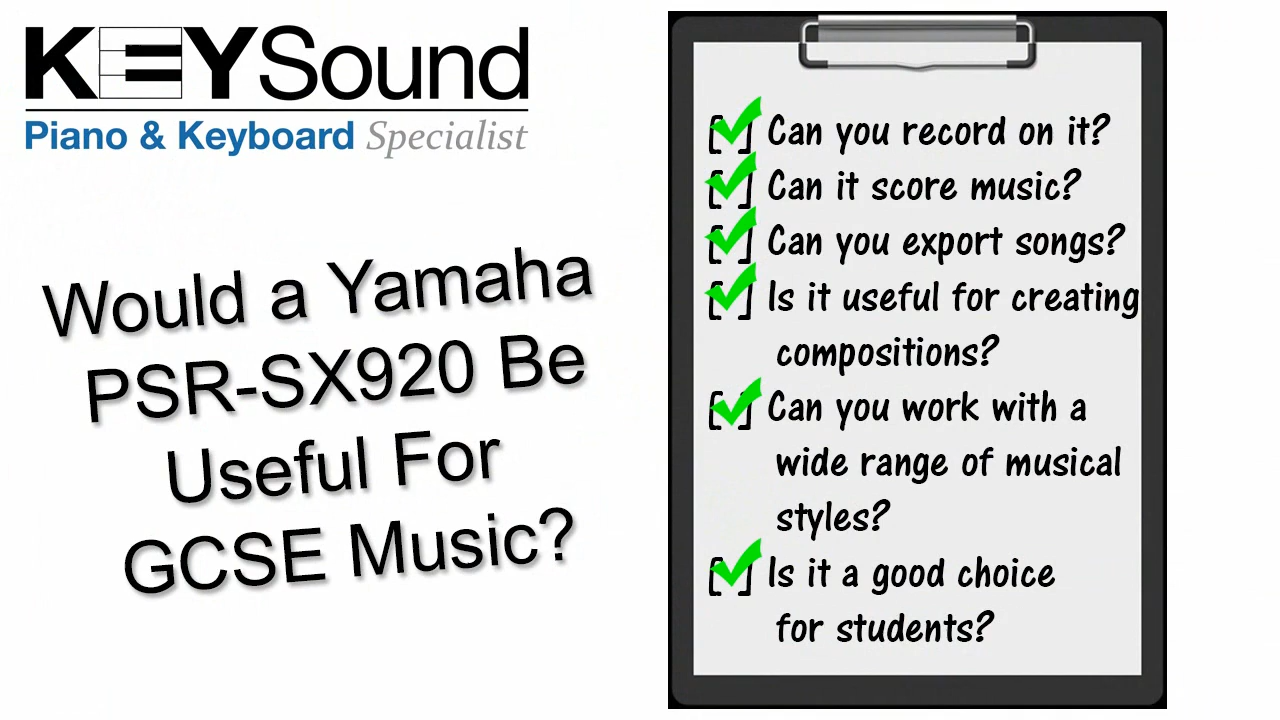 KEYSound
Piano & Keyboard Specialist
Would a Yamaha
PSR-SX920 Be
Useful For
GCSE Music?
[ ] Can you record on it?
[ ] Can it score music?
[ ] Can you export songs?
[ ] Is it useful for creating
compositions?
[ ] Can you work with a
wide range of musical
styles?
[ ] Is it a good choice
for students?